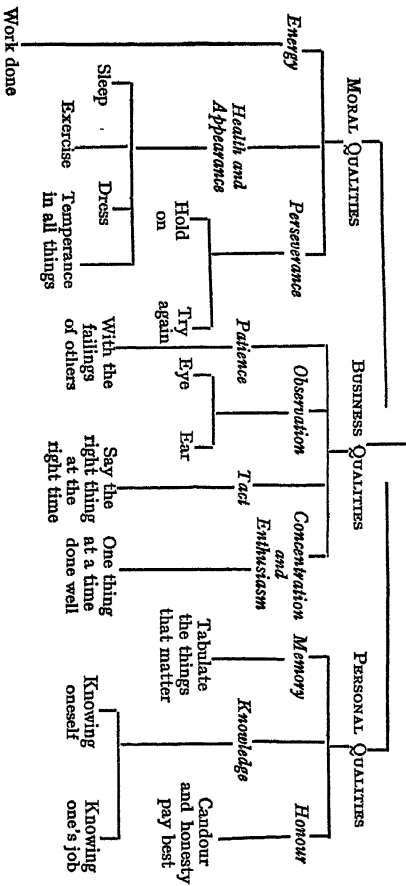 MORAL QUALITIES
BUSINESS QUALITIES
PERSONAL QUALITIES
Energy
Health and
Appearance
Perseverance
Patience
Observation
Tact
Concentration
and
Enthusiasm
Memory
Knowledge
Honour
Work done
Sleep
Exercise
Dress
Temperance
in all things
Hold
on
Try
again
With the
failings
of others
Eye
Ear
Say the
right thing
at the
right time
One thing
at a time
done well
Tabulate
the things
that matter
Knowing
oneself
Knowing
one's job
Candour
and honesty
pay best